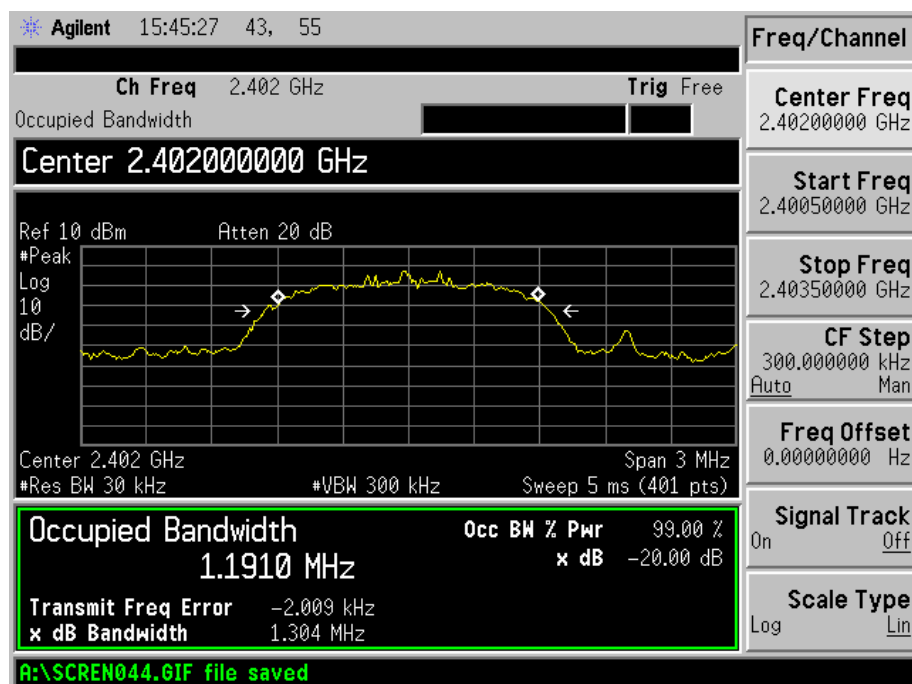 Agilent 15:45:27 43, 55
Ch Freq 2.402 GHz Trig Free
Occupied Bandwidth
Center 2.402000000 GHz
Ref 10 dBm Atten 20 dB
#Peak
Log
10
dB/
Center 2.402 GHz Span 3 MHz
#Res BW 30 kHz #VBW 300 kHz Sweep 5 ms (401 pts)
Occupied Bandwidth Occ BW % Pwr 99.00 %
1.1910 MHz x dB -20.00 dB
Transmit Freq Error -2.009 kHz
x dB Bandwidth 1.304 MHz
A:\SCREN044.GIF file saved
Freq/Channel
Center Freq
2.40200000 GHz
Start Freq
2.40050000 GHz
Stop Freq
2.40350000 GHz
CF Step
300.000000 kHz
Auto Man
Freq Offset
0.00000000 Hz
Signal Track
On Off
Scale Type
Log Lin